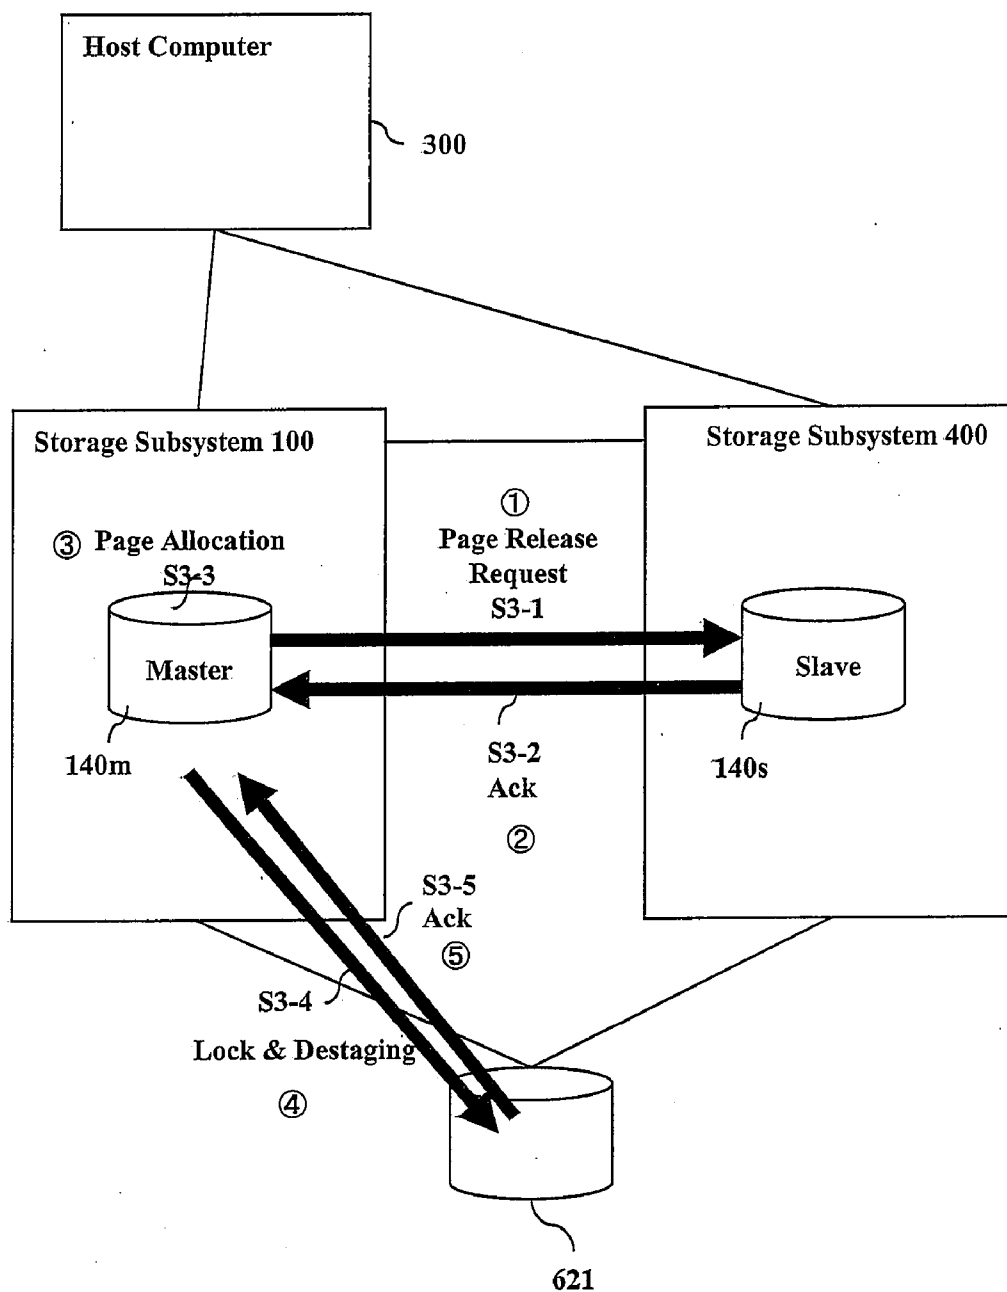 Host Computer
300
Storage Subsystem 100
Storage Subsystem 400
①
Page Release
Request
S3-1
③ Page Allocation
S3-3
Master
Slave
140m
140s
S3-2
Ack
②
S3-5
Ack
⑤
S3-4
Lock & Destaging
④
621